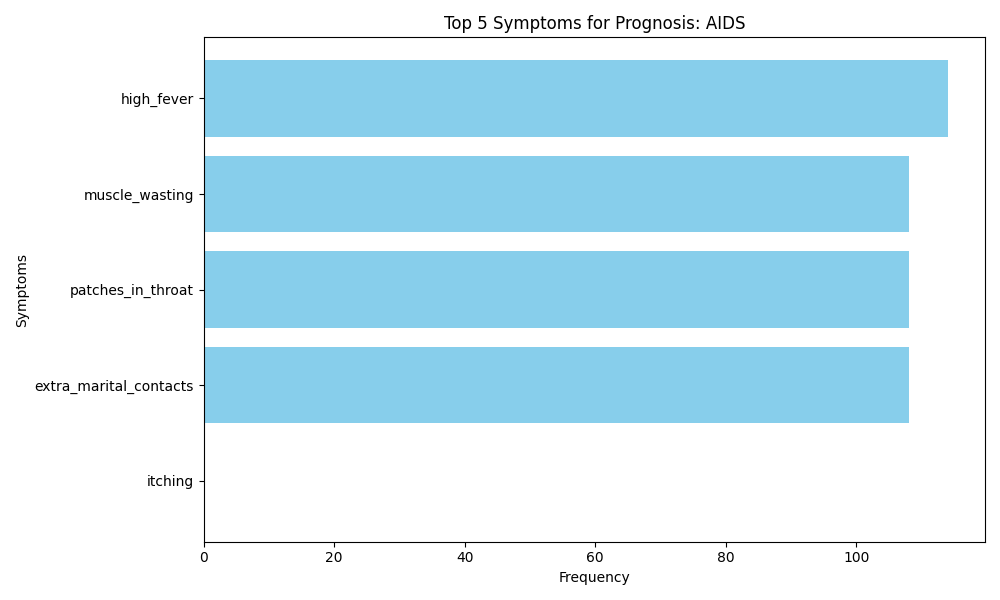 Top 5 Symptoms for Prognosis: AIDS
Symptoms
high_fever
muscle_wasting
patches_in_throat
extra_marital_contacts
itching
0 20 40 60 80 100
Frequency